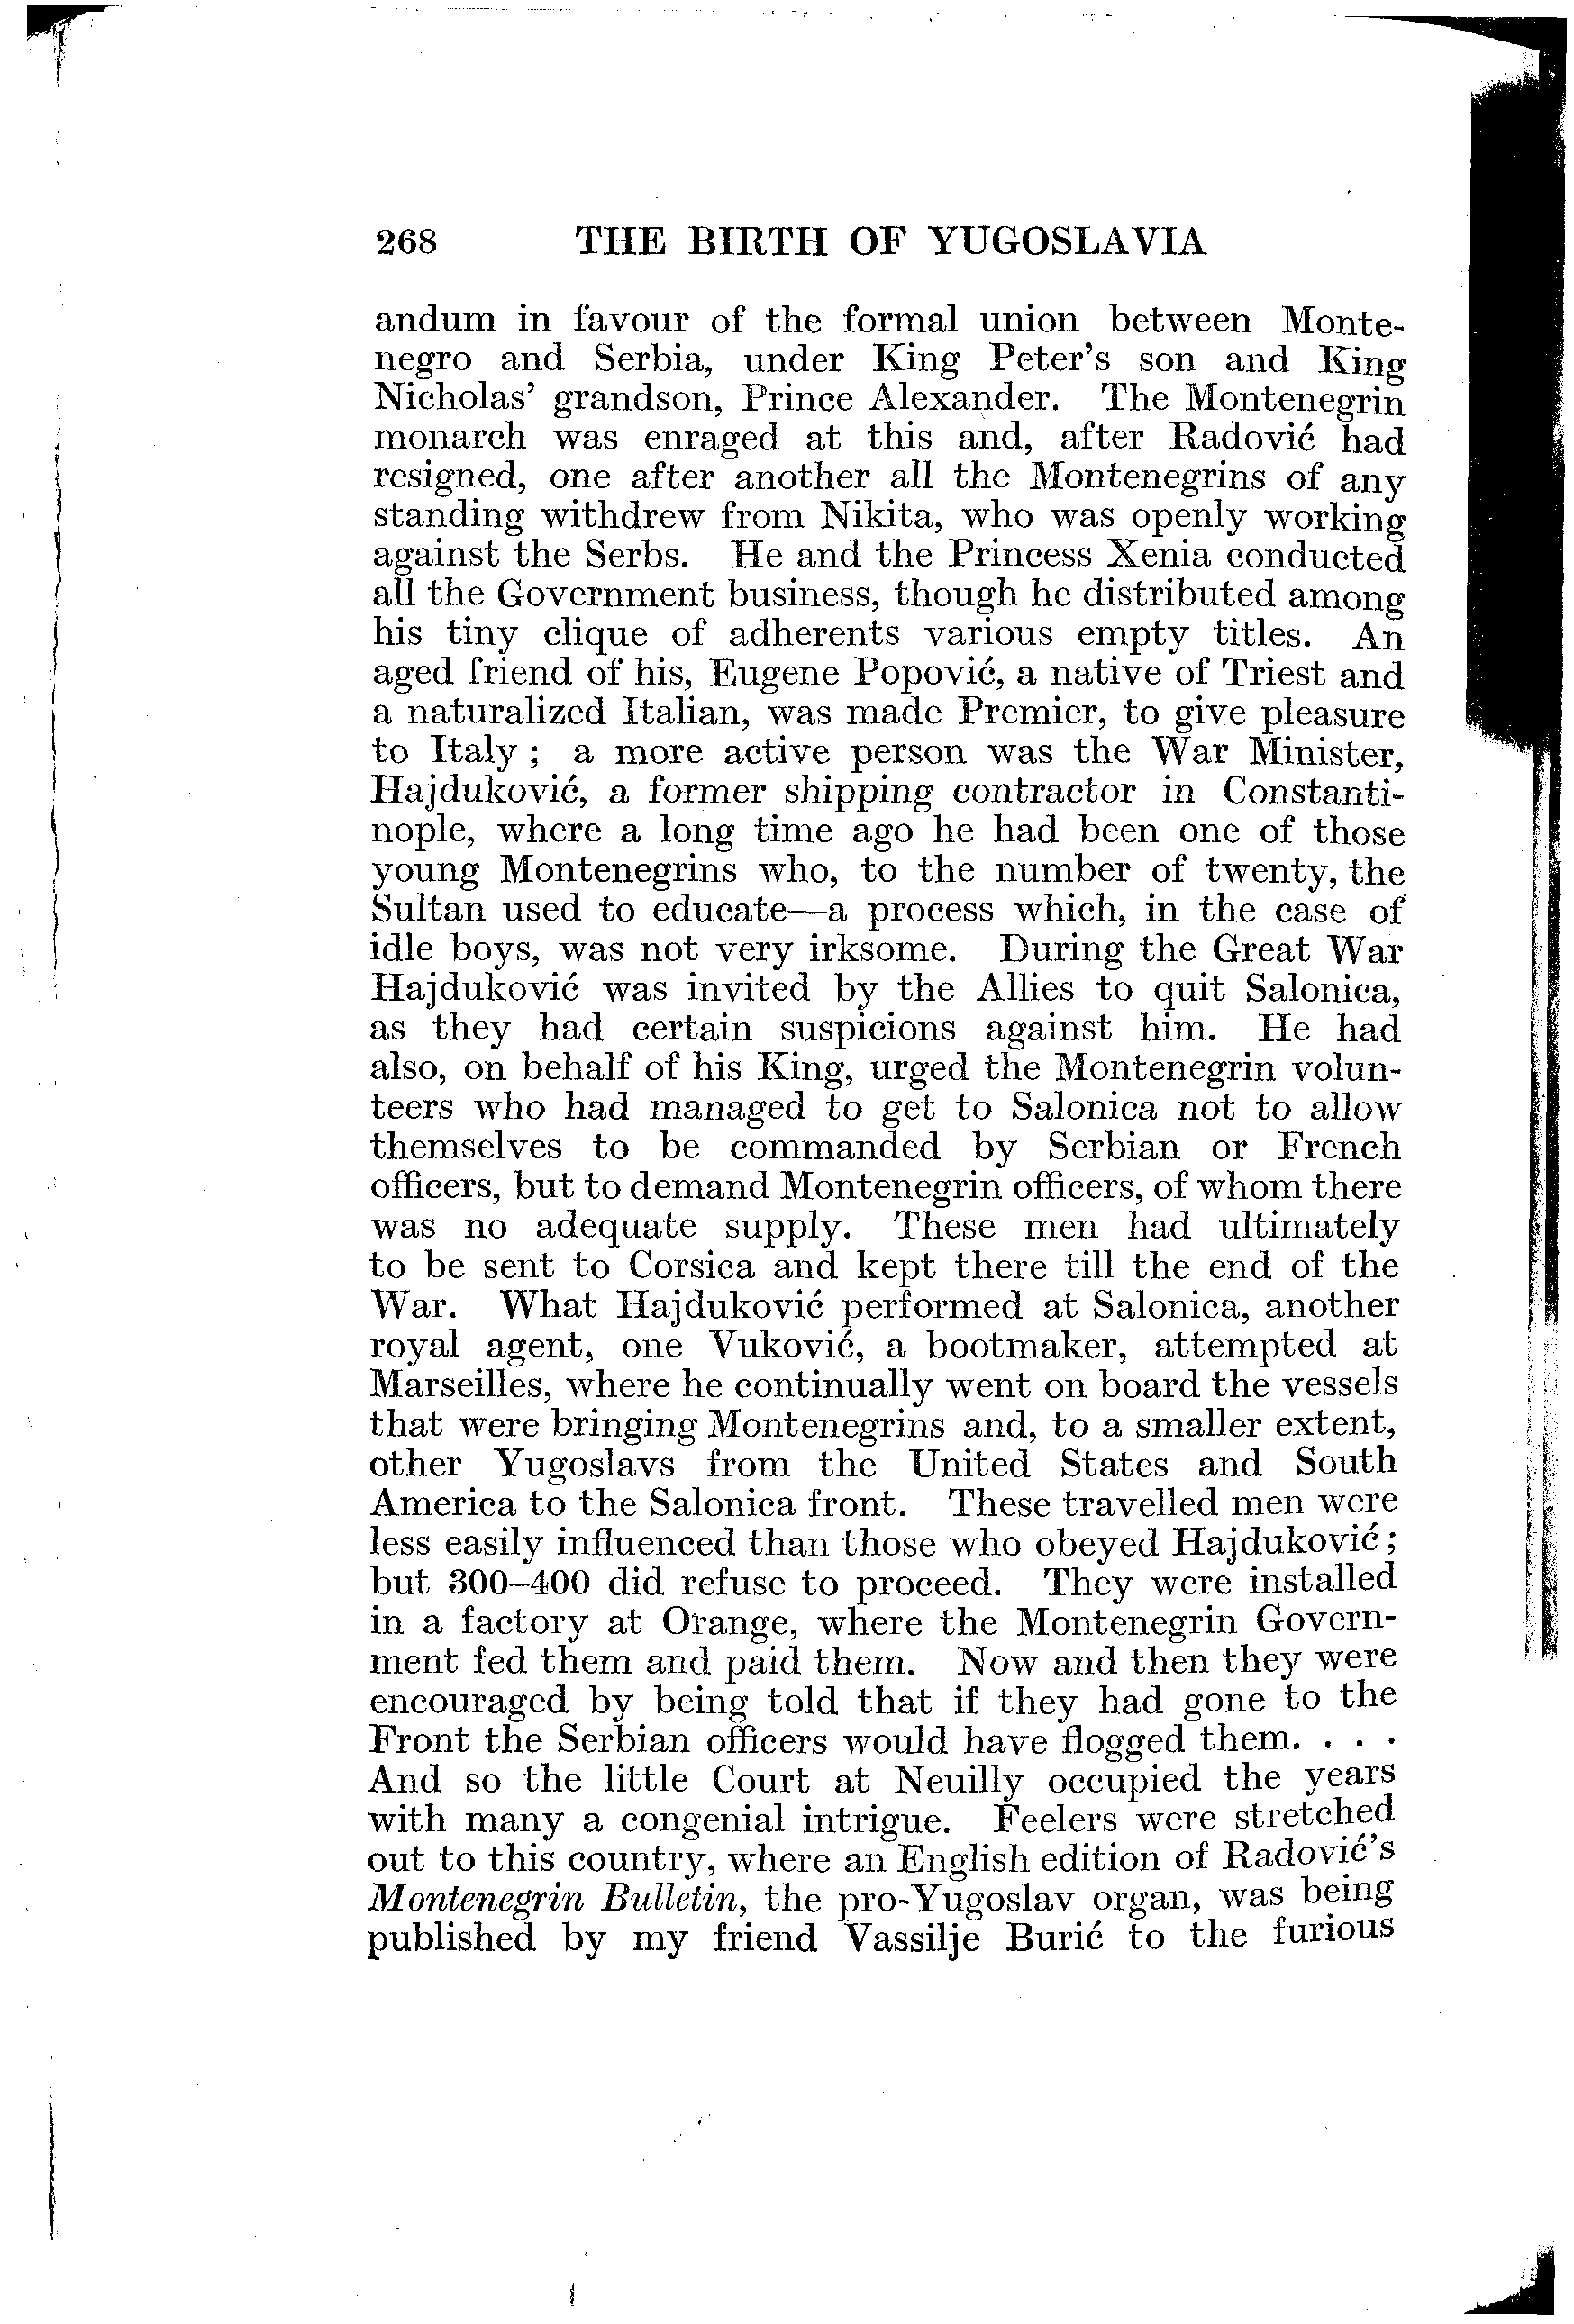 268 THE BIRTH OF YUGOSLAVIA
andum in favour of the formal union between Monte-
negro and Serbia, under King Peter's son and King
Nicholas' grandson, Prince Alexander. The Montenegrin
monarch was enraged at this and, after Radović had
resigned, one after another all the Montenegrins of any
standing withdrew from Nikita, who was openly working
against the Serbs. He and the Princess Xenia conducted
all the Government business, though he distributed among
his tiny clique of adherents various empty titles. An
aged friend of his, Eugene Popović, a native of Triest and
a naturalized Italian, was made Premier, to give pleasure
to Italy ; a more active person was the War Minister,
Hajduković, a former shipping contractor in Constanti-
nople, where a long time ago he had been one of those
young Montenegrins who, to the number of twenty, the
Sultan used to educate—a process which, in the case of
idle boys, was not very irksome. During the Great War
Hajduković was invited by the Allies to quit Salonica,
as they had certain suspicions against him. He had
also, on behalf of his King, urged the Montenegrin volun-
teers who had managed to get to Salonica not to allow
themselves to be commanded by Serbian or French
officers, but to demand Montenegrin officers, of whom there
was no adequate supply. These men had ultimately
to be sent to Corsica and kept there till the end of the
War. What Hajduković performed at Salonica, another
royal agent, one Vuković, a bootmaker, attempted at
Marseilles, where he continually went on board the vessels
that were bringing Montenegrins and, to a smaller extent,
other Yugoslavs from the United States and South
America to the Salonica front. These travelled men were
less easily influenced than those who obeyed Hajduković ;
but 300–400 did refuse to proceed. They were installed
in a factory at Orange, where the Montenegrin Govern-
ment fed them and paid them. Now and then they were
encouraged by being told that if they had gone to the
Front the Serbian officers would have flogged them. . . .
And so the little Court at Neuilly occupied the years
with many a congenial intrigue. Feelers were stretched
out to this country, where an English edition of Radović's
Montenegrin Bulletin, the pro-Yugoslav organ, was being
published by my friend Vassilje Burić to the furious